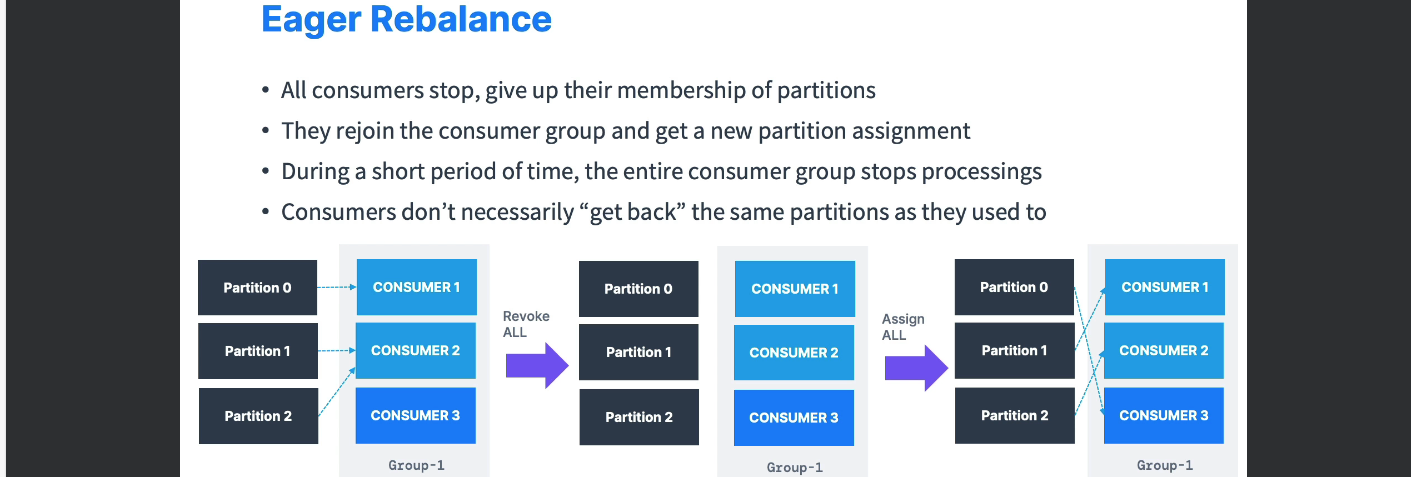 Eager Rebalance
• All consumers stop, give up their membership of partitions
• They rejoin the consumer group and get a new partition assignment
• During a short period of time, the entire consumer group stops processings
• Consumers don’t necessarily “get back” the same partitions as they used to
Partition 0
Partition 1
Partition 2
CONSUMER 1
CONSUMER 2
CONSUMER 3
Group-1
Revoke
ALL
Partition 0
Partition 1
Partition 2
CONSUMER 1
CONSUMER 2
CONSUMER 3
Group-1
Assign
ALL
Partition 0
Partition 1
Partition 2
CONSUMER 1
CONSUMER 2
CONSUMER 3
Group-1